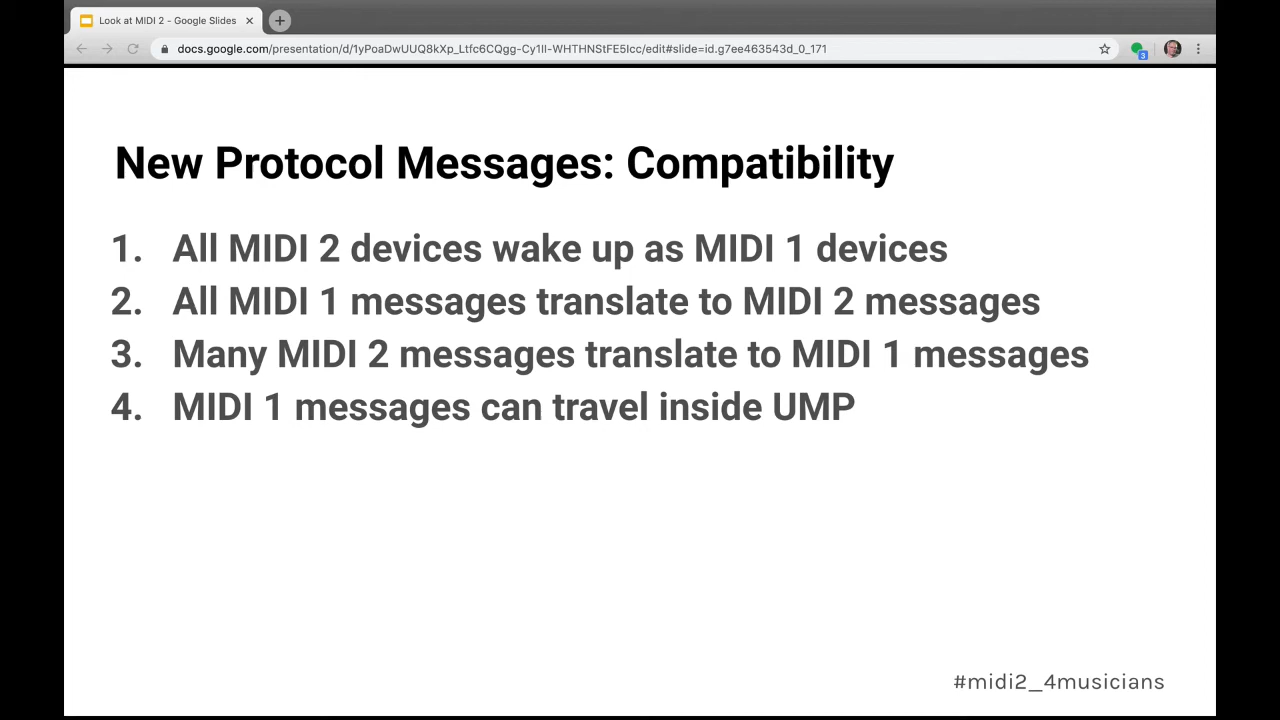 Look at MIDI 2 - Google Slides
docs.google.com/presentation/d/1yPoaDwUUQ8kXp_Ltfc6CQgg-Cy1Il-WHTHNStFE5Icc/edit#slide=id.g7ee463543d_0_171
3
New Protocol Messages: Compatibility
1. All MIDI 2 devices wake up as MIDI 1 devices
2. All MIDI 1 messages translate to MIDI 2 messages
3. Many MIDI 2 messages translate to MIDI 1 messages
4. MIDI 1 messages can travel inside UMP
#midi2_4musicians